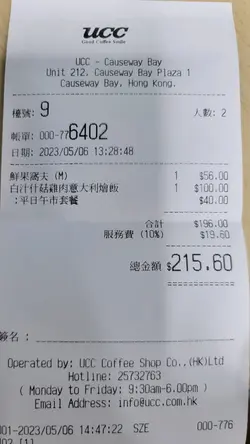 ucc
Good Coffee Smile
UCC - Causeway Bay
Unit 212, Causeway Bay Plaza 1
Causeway Bay, Hong Kong.
檯號: 9 人數: 2
帳單: 000-776402
日期: 2023/05/06 13:28:48
鮮果窩夫 (M) 1 $56.00
白汁什菇雞肉意大利燴飯 1 $100.00
:平日午市套餐 $40.00
合計 $196.00
服務費 (10%) $19.60
總金額 $215.60
簽名 :
Operated by: UCC Coffee Shop Co.,(HK)Ltd
Hotline: 25732763
( Monday to Friday: 9:30am-6.00pm )
Email Address: info@ucc.com.hk
001-2023/05/06 14:47:22 SZE 000-776